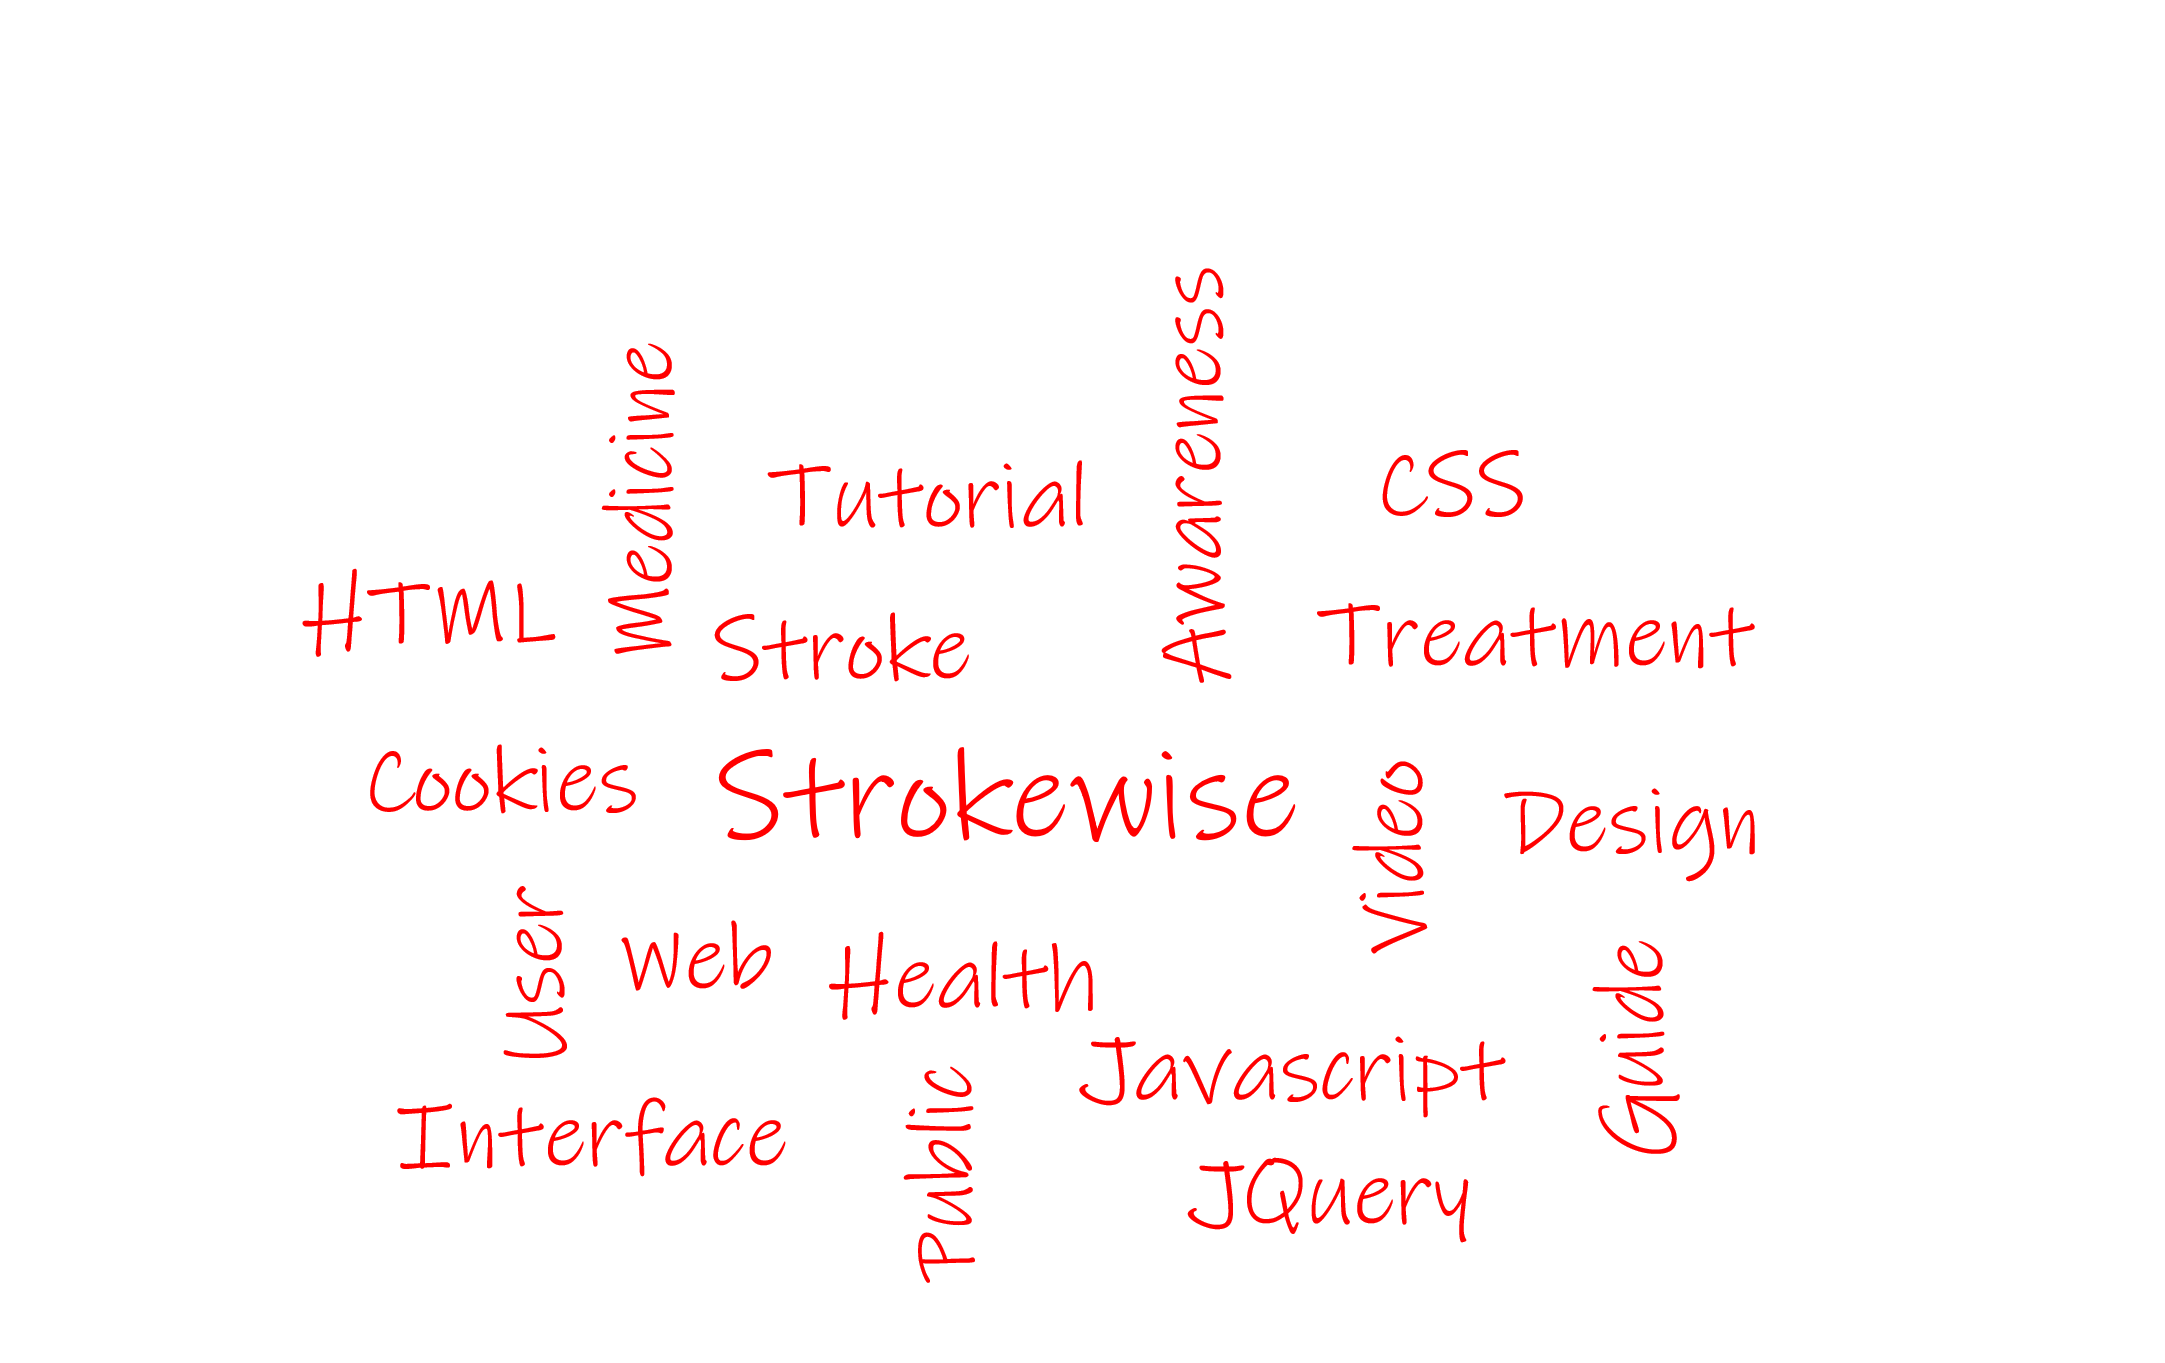 Awareness
Medicine
Tutorial
CSS
HTML
Stroke
Treatment
Cookies
Strokewise
Video
Design
User
Web
Health
Guide
Javascript
Interface
Public
JQuery